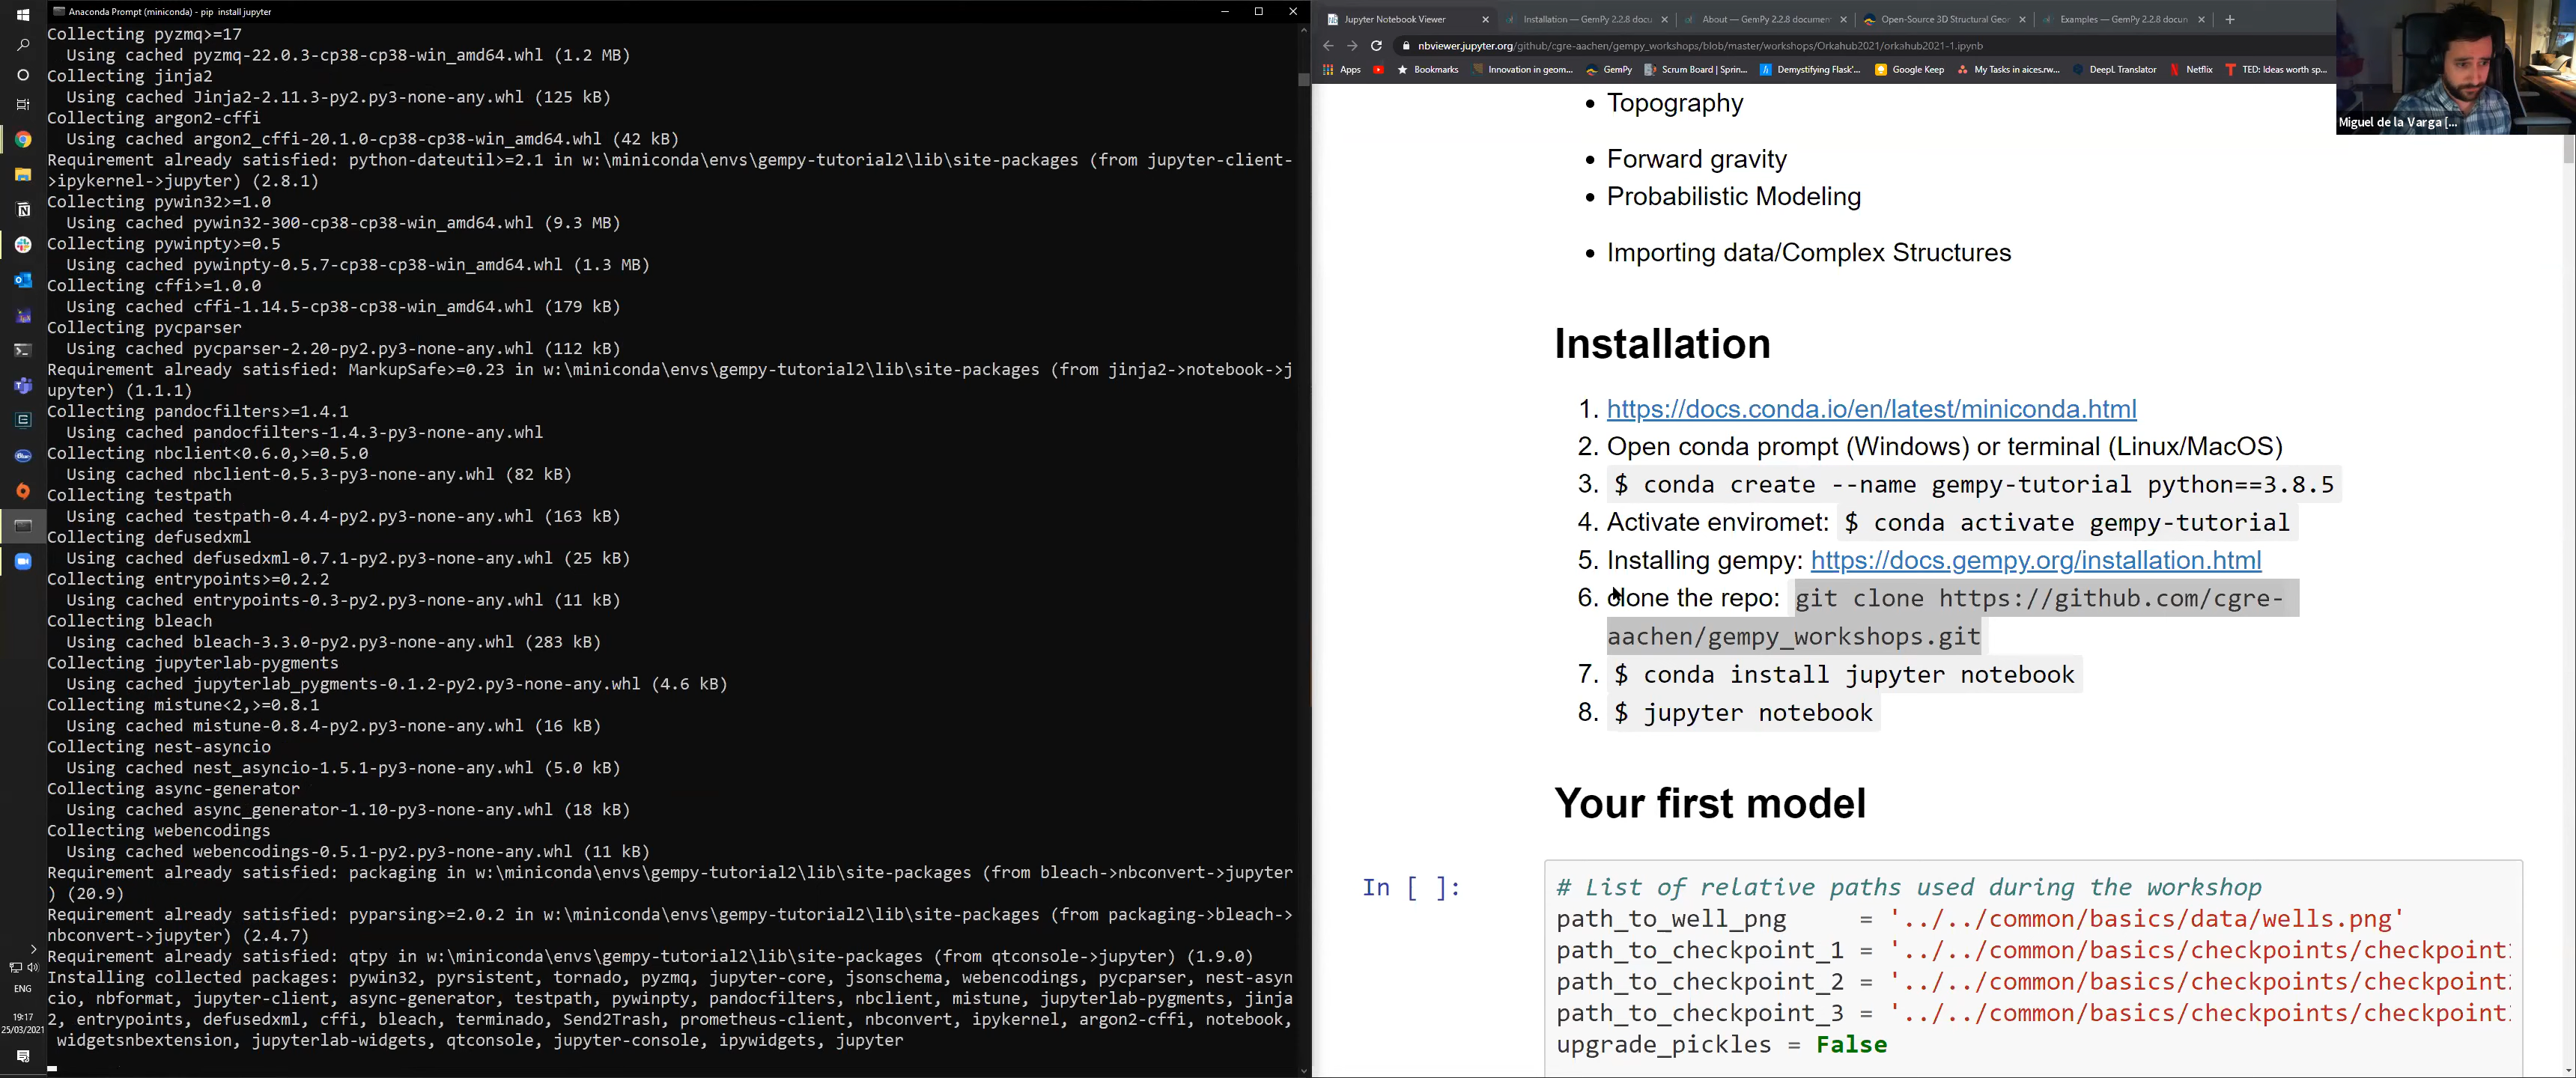 Anaconda Prompt (miniconda) - pip install jupyter
Collecting pyzmq>=17
Using cached pyzmq-22.0.3-cp38-cp38-win_amd64.whl (1.2 MB)
Collecting jinja2
Using cached Jinja2-2.11.3-py2.py3-none-any.whl (125 kB)
Collecting argon2-cffi
Using cached argon2_cffi-20.1.0-cp38-cp38-win_amd64.whl (42 kB)
Requirement already satisfied: python-dateutil>=2.1 in w:\miniconda\envs\gempy-tutorial2\lib\site-packages (from jupyter-client-
>ipykernel->jupyter) (2.8.1)
Collecting pywin32>=1.0
Using cached pywin32-300-cp38-cp38-win_amd64.whl (9.3 MB)
Collecting pywinpty>=0.5
Using cached pywinpty-0.5.7-cp38-cp38-win_amd64.whl (1.3 MB)
Collecting cffi>=1.0.0
Using cached cffi-1.14.5-cp38-cp38-win_amd64.whl (179 kB)
Collecting pycparser
Using cached pycparser-2.20-py2.py3-none-any.whl (112 kB)
Requirement already satisfied: MarkupSafe>=0.23 in w:\miniconda\envs\gempy-tutorial2\lib\site-packages (from jinja2->notebook->j
upyter) (1.1.1)
Collecting pandocfilters>=1.4.1
Using cached pandocfilters-1.4.3-py3-none-any.whl
Collecting nbclient<0.6.0,>=0.5.0
Using cached nbclient-0.5.3-py3-none-any.whl (82 kB)
Collecting testpath
Using cached testpath-0.4.4-py2.py3-none-any.whl (163 kB)
Collecting defusedxml
Using cached defusedxml-0.7.1-py2.py3-none-any.whl (25 kB)
Collecting entrypoints>=0.2.2
Using cached entrypoints-0.3-py2.py3-none-any.whl (11 kB)
Collecting bleach
Using cached bleach-3.3.0-py2.py3-none-any.whl (283 kB)
Collecting jupyterlab-pygments
Using cached jupyterlab_pygments-0.1.2-py2.py3-none-any.whl (4.6 kB)
Collecting mistune<2,>=0.8.1
Using cached mistune-0.8.4-py2.py3-none-any.whl (16 kB)
Collecting nest-asyncio
Using cached nest_asyncio-1.5.1-py3-none-any.whl (5.0 kB)
Collecting async-generator
Using cached async_generator-1.10-py3-none-any.whl (18 kB)
Collecting webencodings
Using cached webencodings-0.5.1-py2.py3-none-any.whl (11 kB)
Requirement already satisfied: packaging in w:\miniconda\envs\gempy-tutorial2\lib\site-packages (from bleach->nbconvert->jupyter
) (20.9)
Requirement already satisfied: pyparsing>=2.0.2 in w:\miniconda\envs\gempy-tutorial2\lib\site-packages (from packaging->bleach->
nbconvert->jupyter) (2.4.7)
Requirement already satisfied: qtpy in w:\miniconda\envs\gempy-tutorial2\lib\site-packages (from qtconsole->jupyter) (1.9.0)
Installing collected packages: pywin32, pyrsistent, tornado, pyzmq, jupyter-core, jsonschema, webencodings, pycparser, nest-asyn
cio, nbformat, jupyter-client, async-generator, testpath, pywinpty, pandocfilters, nbclient, mistune, jupyterlab-pygments, jinja
2, entrypoints, defusedxml, cffi, bleach, terminado, Send2Trash, prometheus-client, nbconvert, ipykernel, argon2-cffi, notebook,
widgetsnbextension, jupyterlab-widgets, qtconsole, jupyter-console, ipywidgets, jupyter
ENG
19:17
25/03/2021
Jupyter Notebook Viewer
Installation — GemPy 2.2.8 docu
About — GemPy 2.2.8 documen
Open-Source 3D Structural Geo
Examples — GemPy 2.2.8 docun
nbviewer.jupyter.org/github/cgre-aachen/gempy_workshops/blob/master/workshops/Orkahub2021/orkahub2021-1.ipynb
Apps
Bookmarks
Innovation in geom...
GemPy
Scrum Board | Sprin...
Demystifying Flask'...
Google Keep
My Tasks in aices.rw...
DeepL Translator
Netflix
TED: Ideas worth sp...
Miguel de la Varga [...
• Topography
• Forward gravity
• Probabilistic Modeling
• Importing data/Complex Structures
Installation
1. https://docs.conda.io/en/latest/miniconda.html
2. Open conda prompt (Windows) or terminal (Linux/MacOS)
3. $ conda create --name gempy-tutorial python==3.8.5
4. Activate enviromet: $ conda activate gempy-tutorial
5. Installing gempy: https://docs.gempy.org/installation.html
6. clone the repo: git clone https://github.com/cgre-
aachen/gempy_workshops.git
7. $ conda install jupyter notebook
8. $ jupyter notebook
Your first model
In [ ]:
# List of relative paths used during the workshop
path_to_well_png = '../../common/basics/data/wells.png'
path_to_checkpoint_1 = '../../common/basics/checkpoints/checkpoint
path_to_checkpoint_2 = '../../common/basics/checkpoints/checkpoint
path_to_checkpoint_3 = '../../common/basics/checkpoints/checkpoint
upgrade_pickles = False